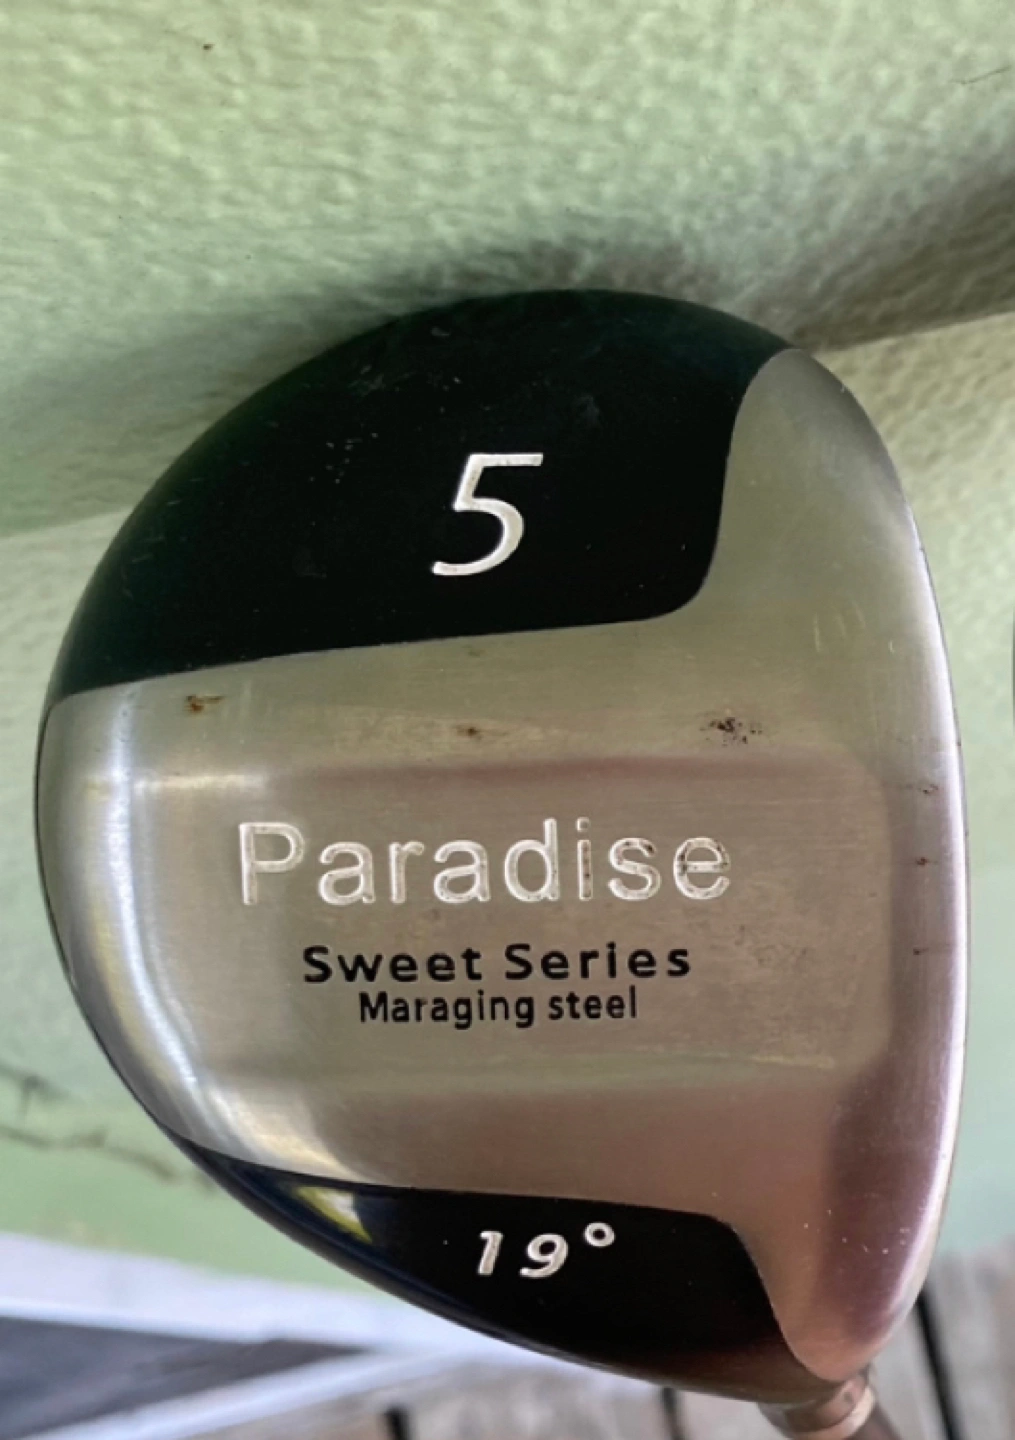 5
Paradise
Sweet Series
Maraging steel
19°